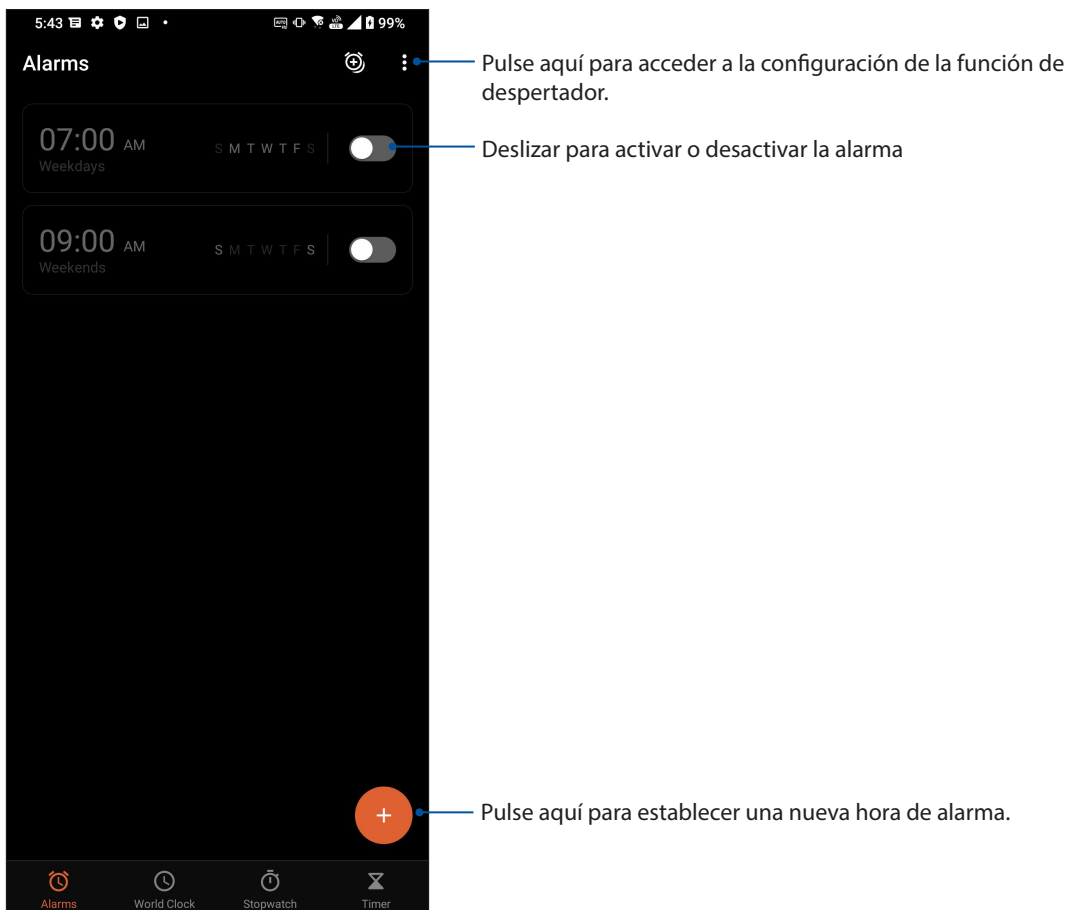 5:43 99%
Alarms
Pulse aquí para acceder a la configuración de la función de
despertador.
07:00 AM S M T W T F S
Weekdays
Deslizar para activar o desactivar la alarma
09:00 AM S M T W T F S
Weekends
Pulse aquí para establecer una nueva hora de alarma.
Alarms World Clock Stopwatch Timer